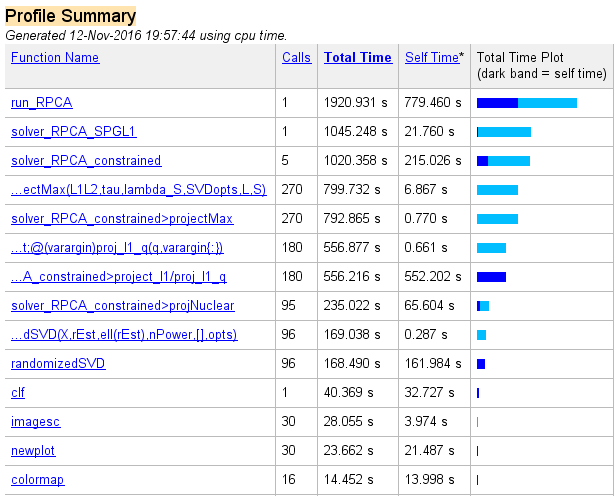 Profile Summary
Generated 12-Nov-2016 19:57:44 using cpu time.
Function Name Calls Total Time Self Time* Total Time Plot
(dark band = self time)
run_RPCA 1 1920.931 s 779.460 s
solver_RPCA_SPGL1 1 1045.248 s 21.760 s
solver_RPCA_constrained 5 1020.358 s 215.026 s
...ectMax(L1L2,tau,lambda_S,SVDopts,L,S) 270 799.732 s 6.867 s
solver_RPCA_constrained>projectMax 270 792.865 s 0.770 s
...t;@(varargin)proj_l1_q(q,varargin{:}) 180 556.877 s 0.661 s
...A_constrained>project_l1/proj_l1_q 180 556.216 s 552.202 s
solver_RPCA_constrained>projNuclear 95 235.022 s 65.604 s
...dSVD(X,rEst,ell(rEst),nPower,[],opts) 96 169.038 s 0.287 s
randomizedSVD 96 168.490 s 161.984 s
clf 1 40.369 s 32.727 s
imagesc 30 28.055 s 3.974 s
newplot 30 23.662 s 21.487 s
colormap 16 14.452 s 13.998 s